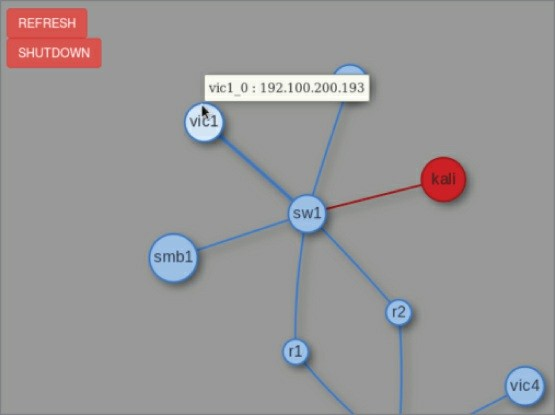 REFRESH
SHUTDOWN
vic1_0 : 192.100.200.193
vic1
kali
sw1
smb1
r2
r1
vic4